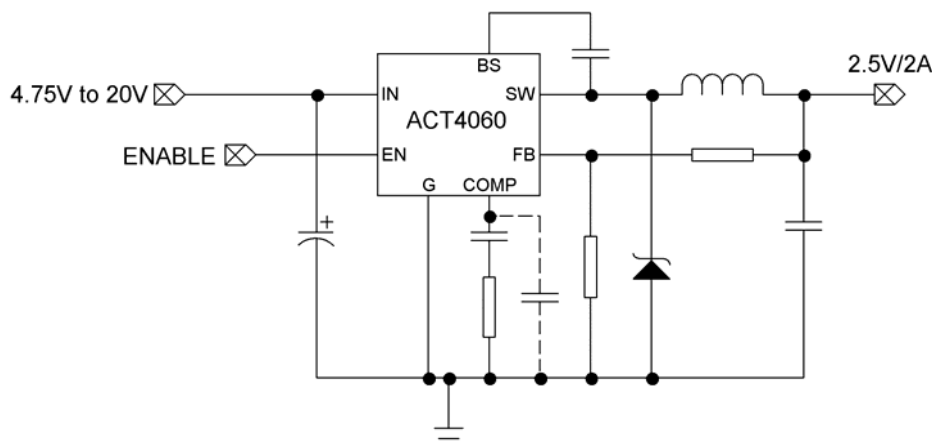 BS
2.5V/2A
4.75V to 20V
IN
SW
ACT4060
ENABLE
EN
FB
G
COMP
+